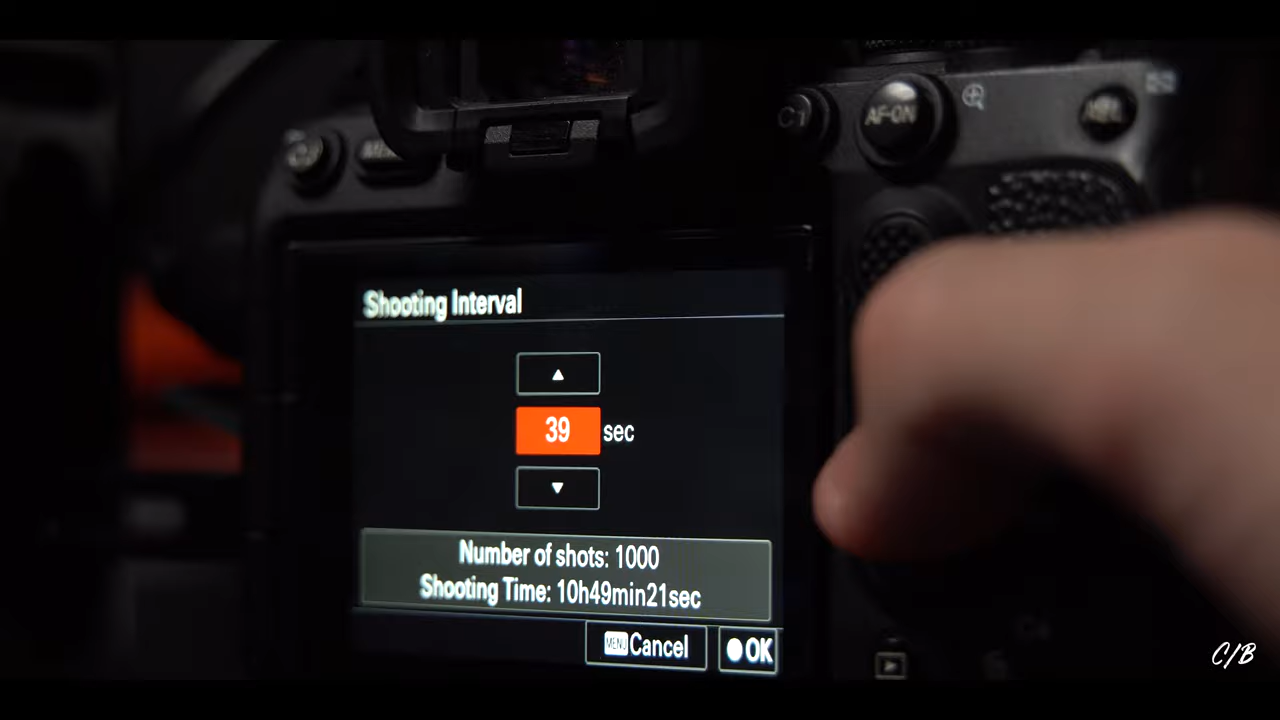 C1
AF-ON
Shooting Interval
39 sec
Number of shots: 1000
Shooting Time: 10h49min21sec
MENU Cancel
OK
C/B